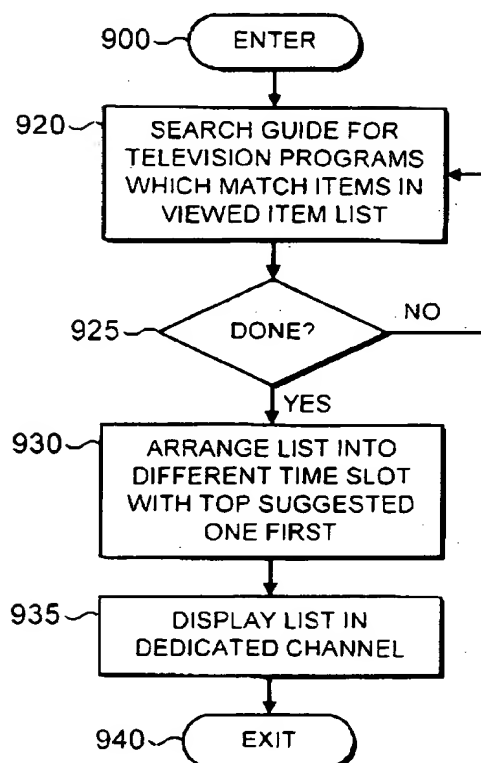 900
ENTER
920
SEARCH GUIDE FOR
TELEVISION PROGRAMS
WHICH MATCH ITEMS IN
VIEWED ITEM LIST
925
DONE?
NO
YES
930
ARRANGE LIST INTO
DIFFERENT TIME SLOT
WITH TOP SUGGESTED
ONE FIRST
935
DISPLAY LIST IN
DEDICATED CHANNEL
940
EXIT